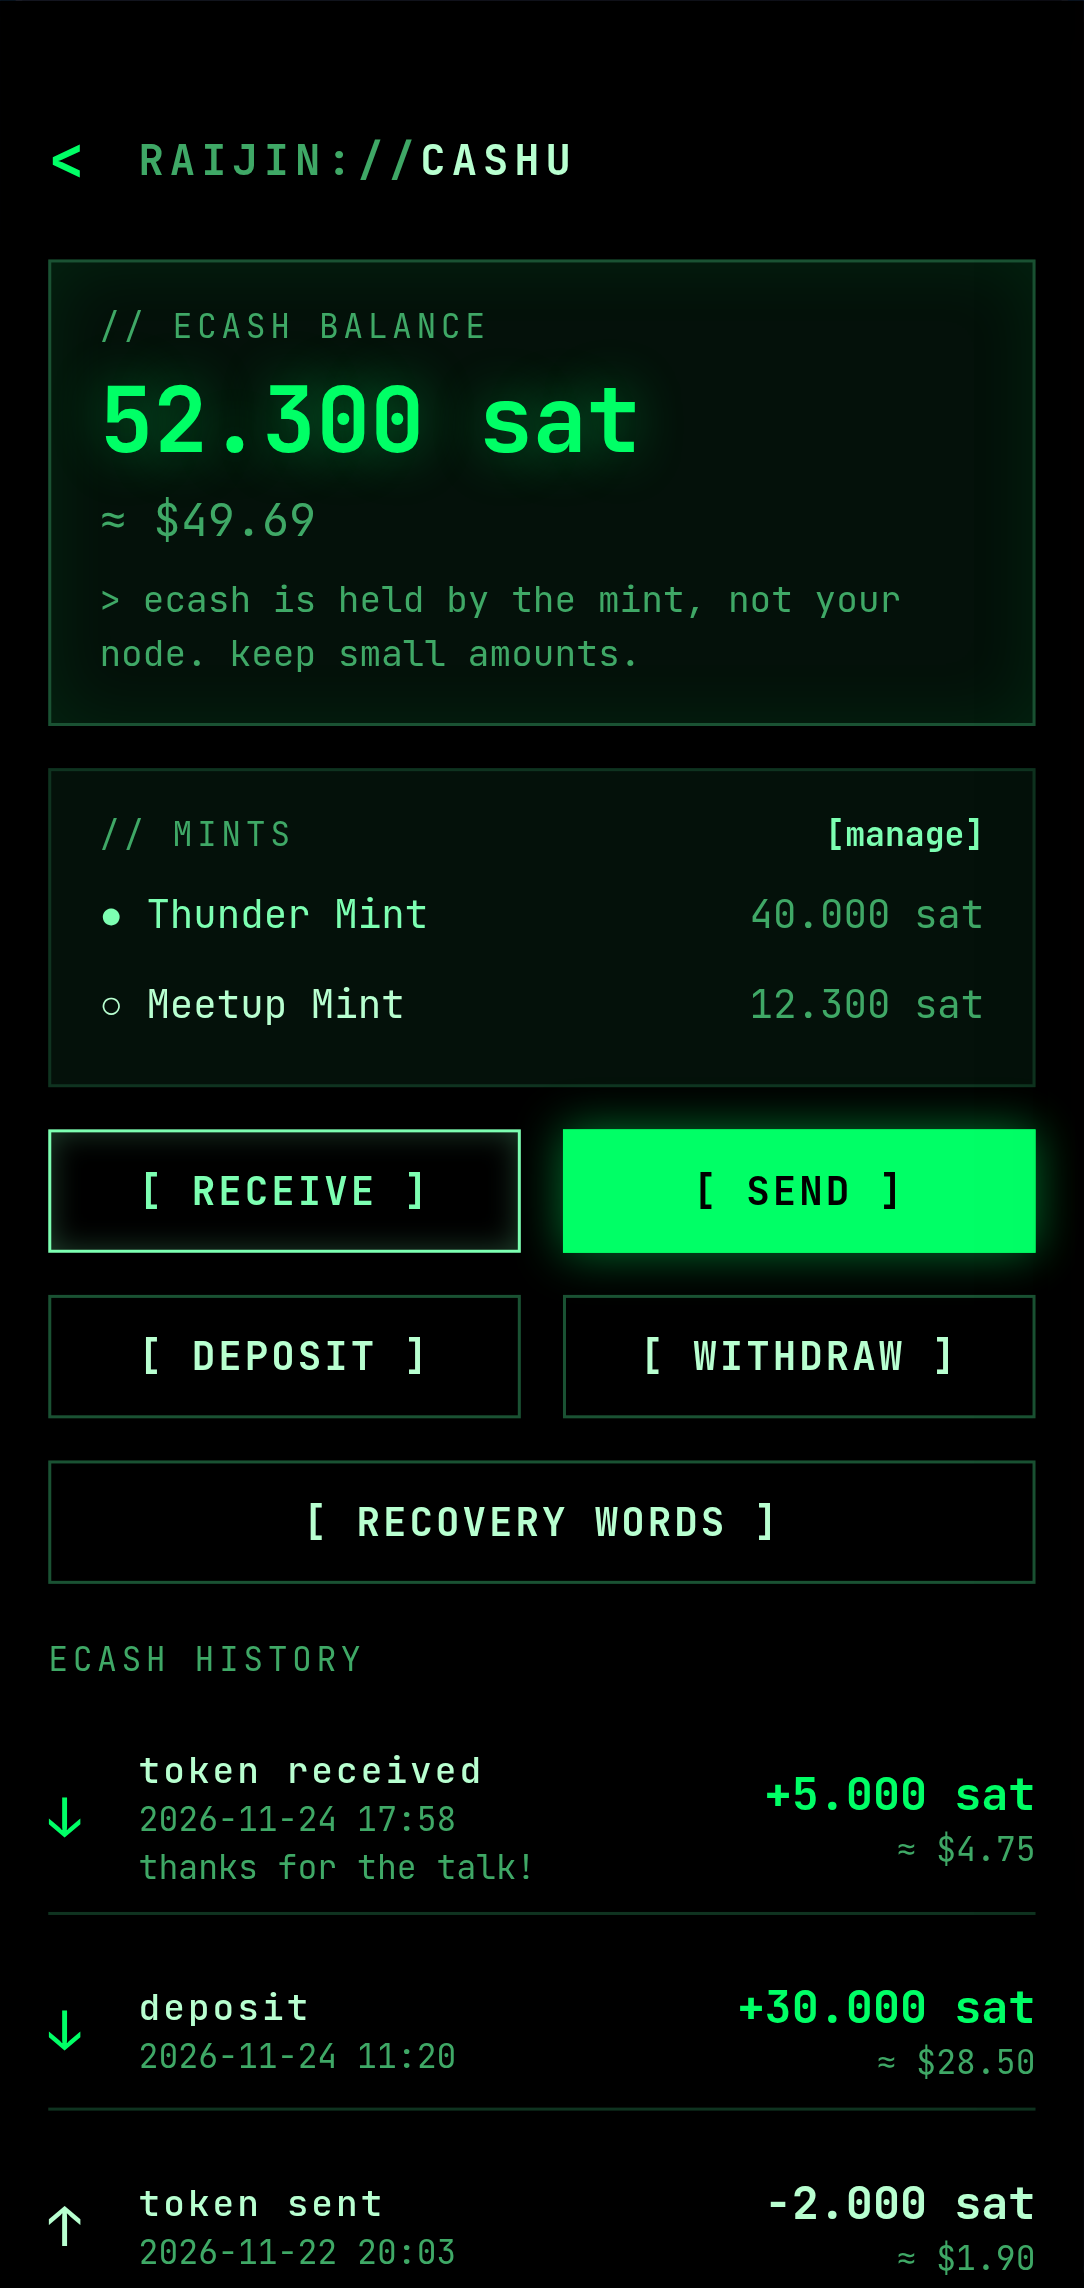 < RAIJIN://CASHU
// ECASH BALANCE
52.300 sat
≈ $49.69
> ecash is held by the mint, not your
node. keep small amounts.
// MINTS [manage]
● Thunder Mint 40.000 sat
○ Meetup Mint 12.300 sat
[ RECEIVE ] [ SEND ]
[ DEPOSIT ] [ WITHDRAW ]
[ RECOVERY WORDS ]
ECASH HISTORY
↓ token received +5.000 sat
2026-11-24 17:58 ≈ $4.75
thanks for the talk!
↓ deposit +30.000 sat
2026-11-24 11:20 ≈ $28.50
↑ token sent -2.000 sat
2026-11-22 20:03 ≈ $1.90